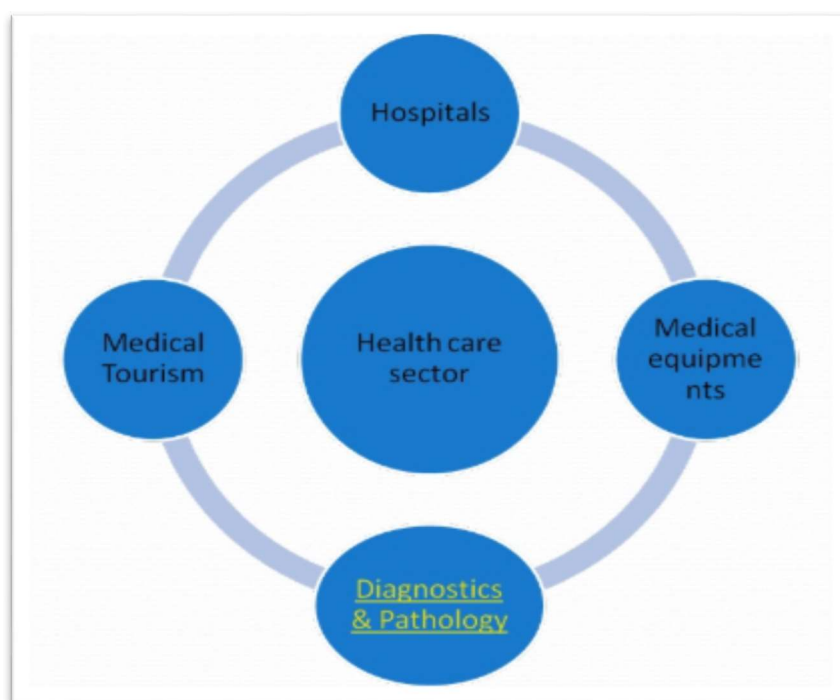 Hospitals
Medical
Tourism
Health care
sector
Medical
equipme
nts
Diagnostics
& Pathology